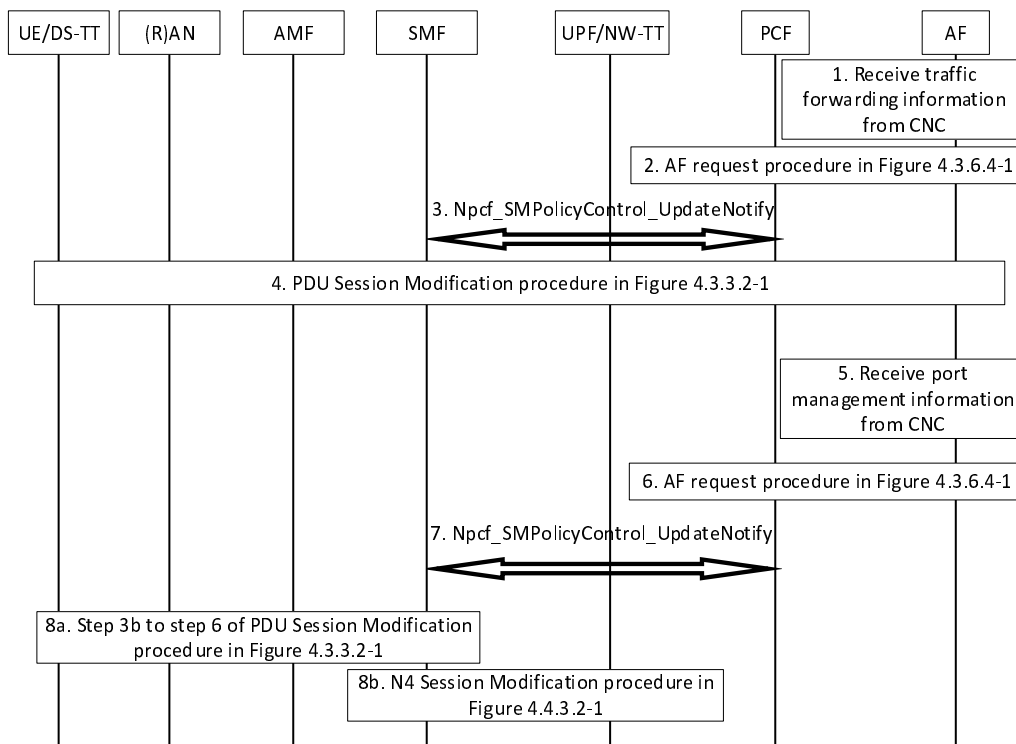 UE/DS-TT
(R)AN
AMF
SMF
UPF/NW-TT
PCF
AF
1. Receive traffic
forwarding information
from CNC
2. AF request procedure in Figure 4.3.6.4-1
3. Npcf_SMPolicyControl_UpdateNotify
4. PDU Session Modification procedure in Figure 4.3.3.2-1
5. Receive port
management information
from CNC
6. AF request procedure in Figure 4.3.6.4-1
7. Npcf_SMPolicyControl_UpdateNotify
8a. Step 3b to step 6 of PDU Session Modification
procedure in Figure 4.3.3.2-1
8b. N4 Session Modification procedure in
Figure 4.4.3.2-1